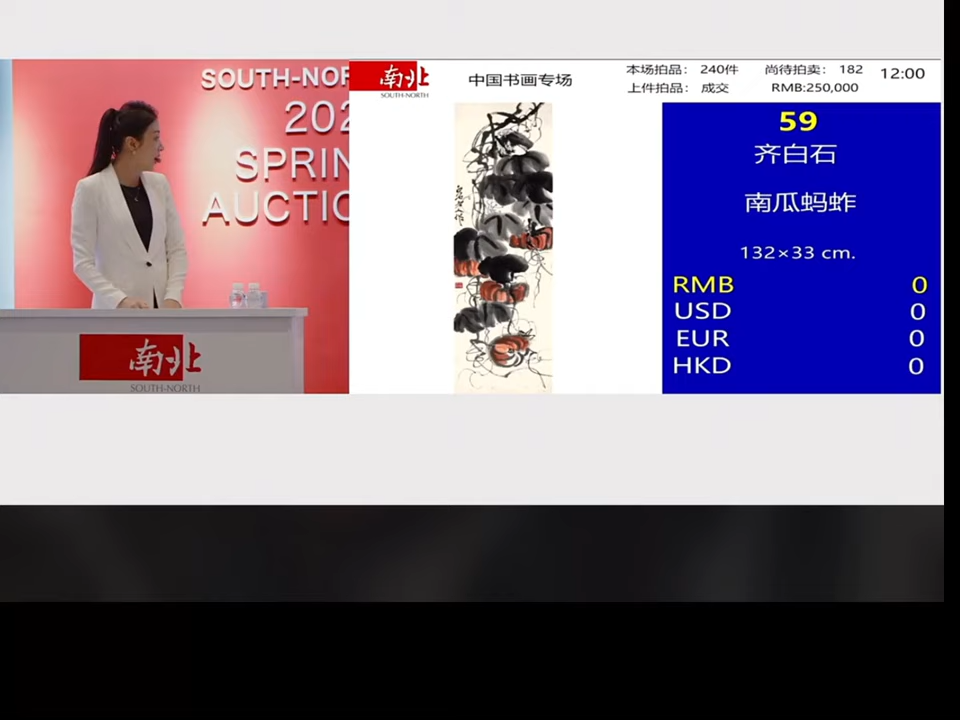 SOUTH-NOR
202
SPRIN
AUCTIO
南北
SOUTH-NORTH
南北
SOUTH-NORTH
中国书画专场
本场拍品: 240件 尚待拍卖: 182 12:00
上件拍品: 成交 RMB:250,000
59
齐白石
南瓜蚂蚱
132×33 cm.
RMB 0
USD 0
EUR 0
HKD 0